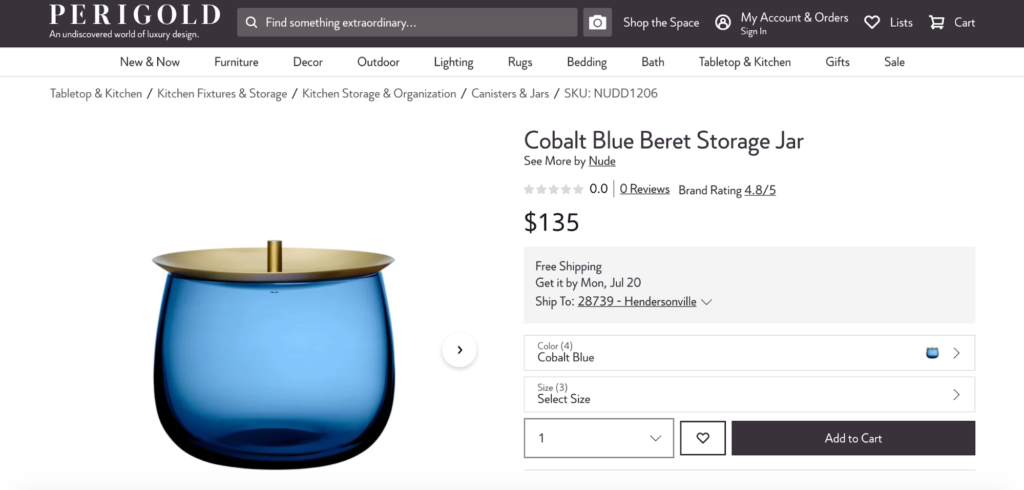 PERIGOLD
An undiscovered world of luxury design.
Find something extraordinary...
Shop the Space
My Account & Orders
Sign In
Lists
Cart
New & Now
Furniture
Decor
Outdoor
Lighting
Rugs
Bedding
Bath
Tabletop & Kitchen
Gifts
Sale
Tabletop & Kitchen / Kitchen Fixtures & Storage / Kitchen Storage & Organization / Canisters & Jars / SKU: NUDD1206
Cobalt Blue Beret Storage Jar
See More by Nude
0.0 | 0 Reviews Brand Rating 4.8/5
$135
Free Shipping
Get it by Mon, Jul 20
Ship To: 28739 - Hendersonville
Color (4)
Cobalt Blue
Size (3)
Select Size
1
Add to Cart